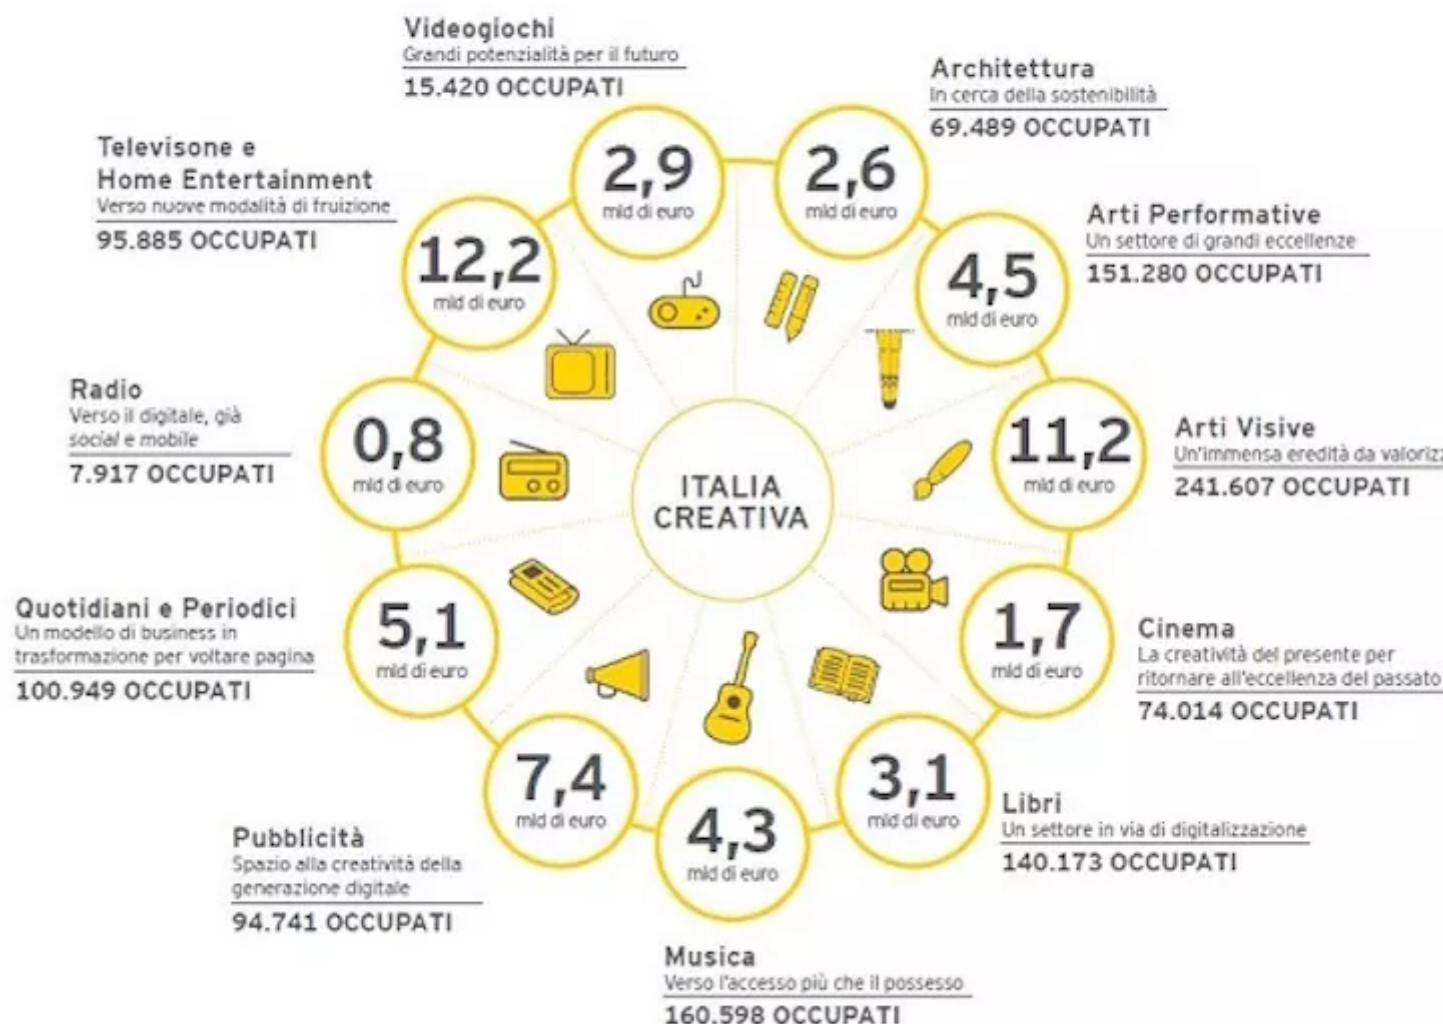 Videogiochi
Grandi potenzialità per il futuro
15.420 OCCUPATI
2,9
mld di euro
Architettura
In cerca della sostenibilità
69.489 OCCUPATI
2,6
mld di euro
Arti Performative
Un settore di grandi eccellenze
151.280 OCCUPATI
4,5
mld di euro
Arti Visive
Un'immensa eredità da
241.607 OCCUPATI
11,2
mld di euro
Cinema
La creatività del presente per
ritornare all'eccellenza del passato
74.014 OCCUPATI
1,7
mld di euro
Libri
Un settore in via di digitalizzazione
140.173 OCCUPATI
3,1
mld di euro
Musica
Verso l'accesso più che il possesso
160.598 OCCUPATI
4,3
mld di euro
Pubblicità
Spazio alla creatività della
generazione digitale
94.741 OCCUPATI
7,4
mld di euro
Quotidiani e Periodici
Un modello di business in
trasformazione per voltare pagina
100.949 OCCUPATI
5,1
mld di euro
Radio
Verso il digitale, già
social e mobile
7.917 OCCUPATI
0,8
mld di euro
Televisone e
Home Entertainment
Verso nuove modalità di fruizione
95.885 OCCUPATI
12,2
mld di euro
ITALIA
CREATIVA